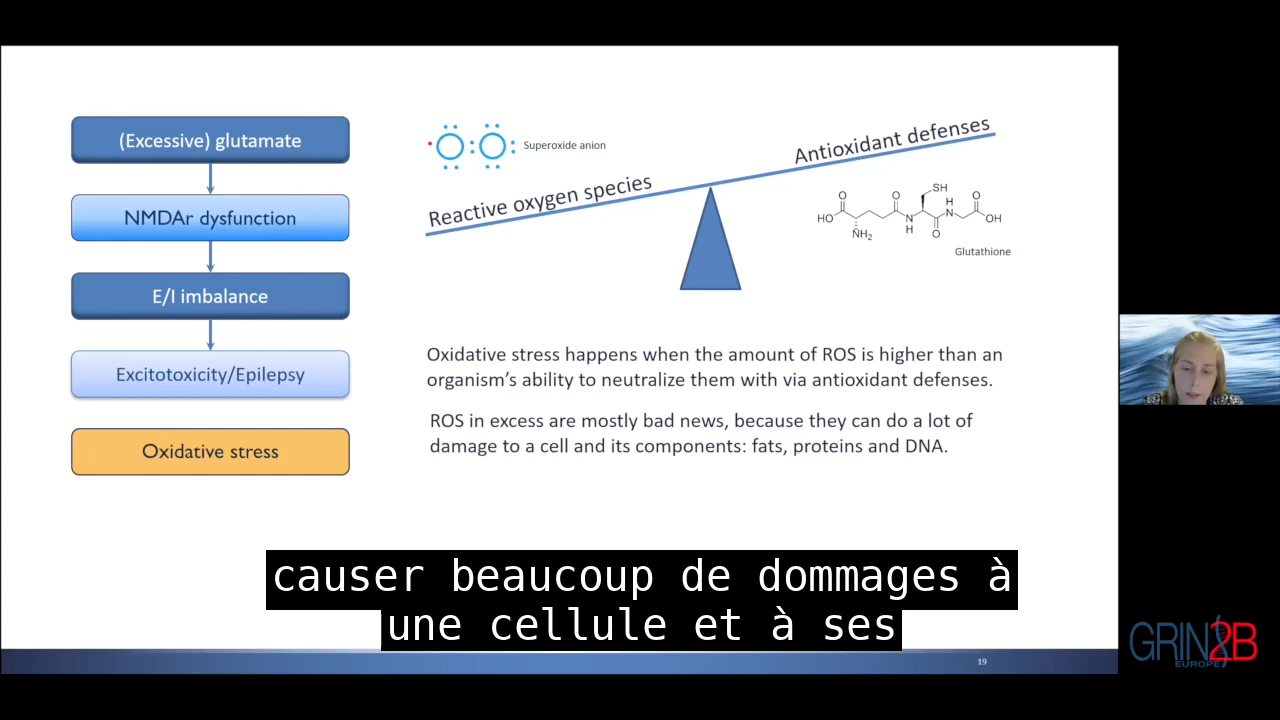 (Excessive) glutamate
NMDAr dysfunction
E/I imbalance
Excitotoxicity/Epilepsy
Oxidative stress
Superoxide anion
Reactive oxygen species
Antioxidant defenses
SH
O
O
H
O
HO
N
N
OH
NH2
H
O
Glutathione
Oxidative stress happens when the amount of ROS is higher than an
organism's ability to neutralize them with via antioxidant defenses.
ROS in excess are mostly bad news, because they can do a lot of
damage to a cell and its components: fats, proteins and DNA.
causer beaucoup de dommages à
une cellule et à ses
19
GRIN2B
EUROPE